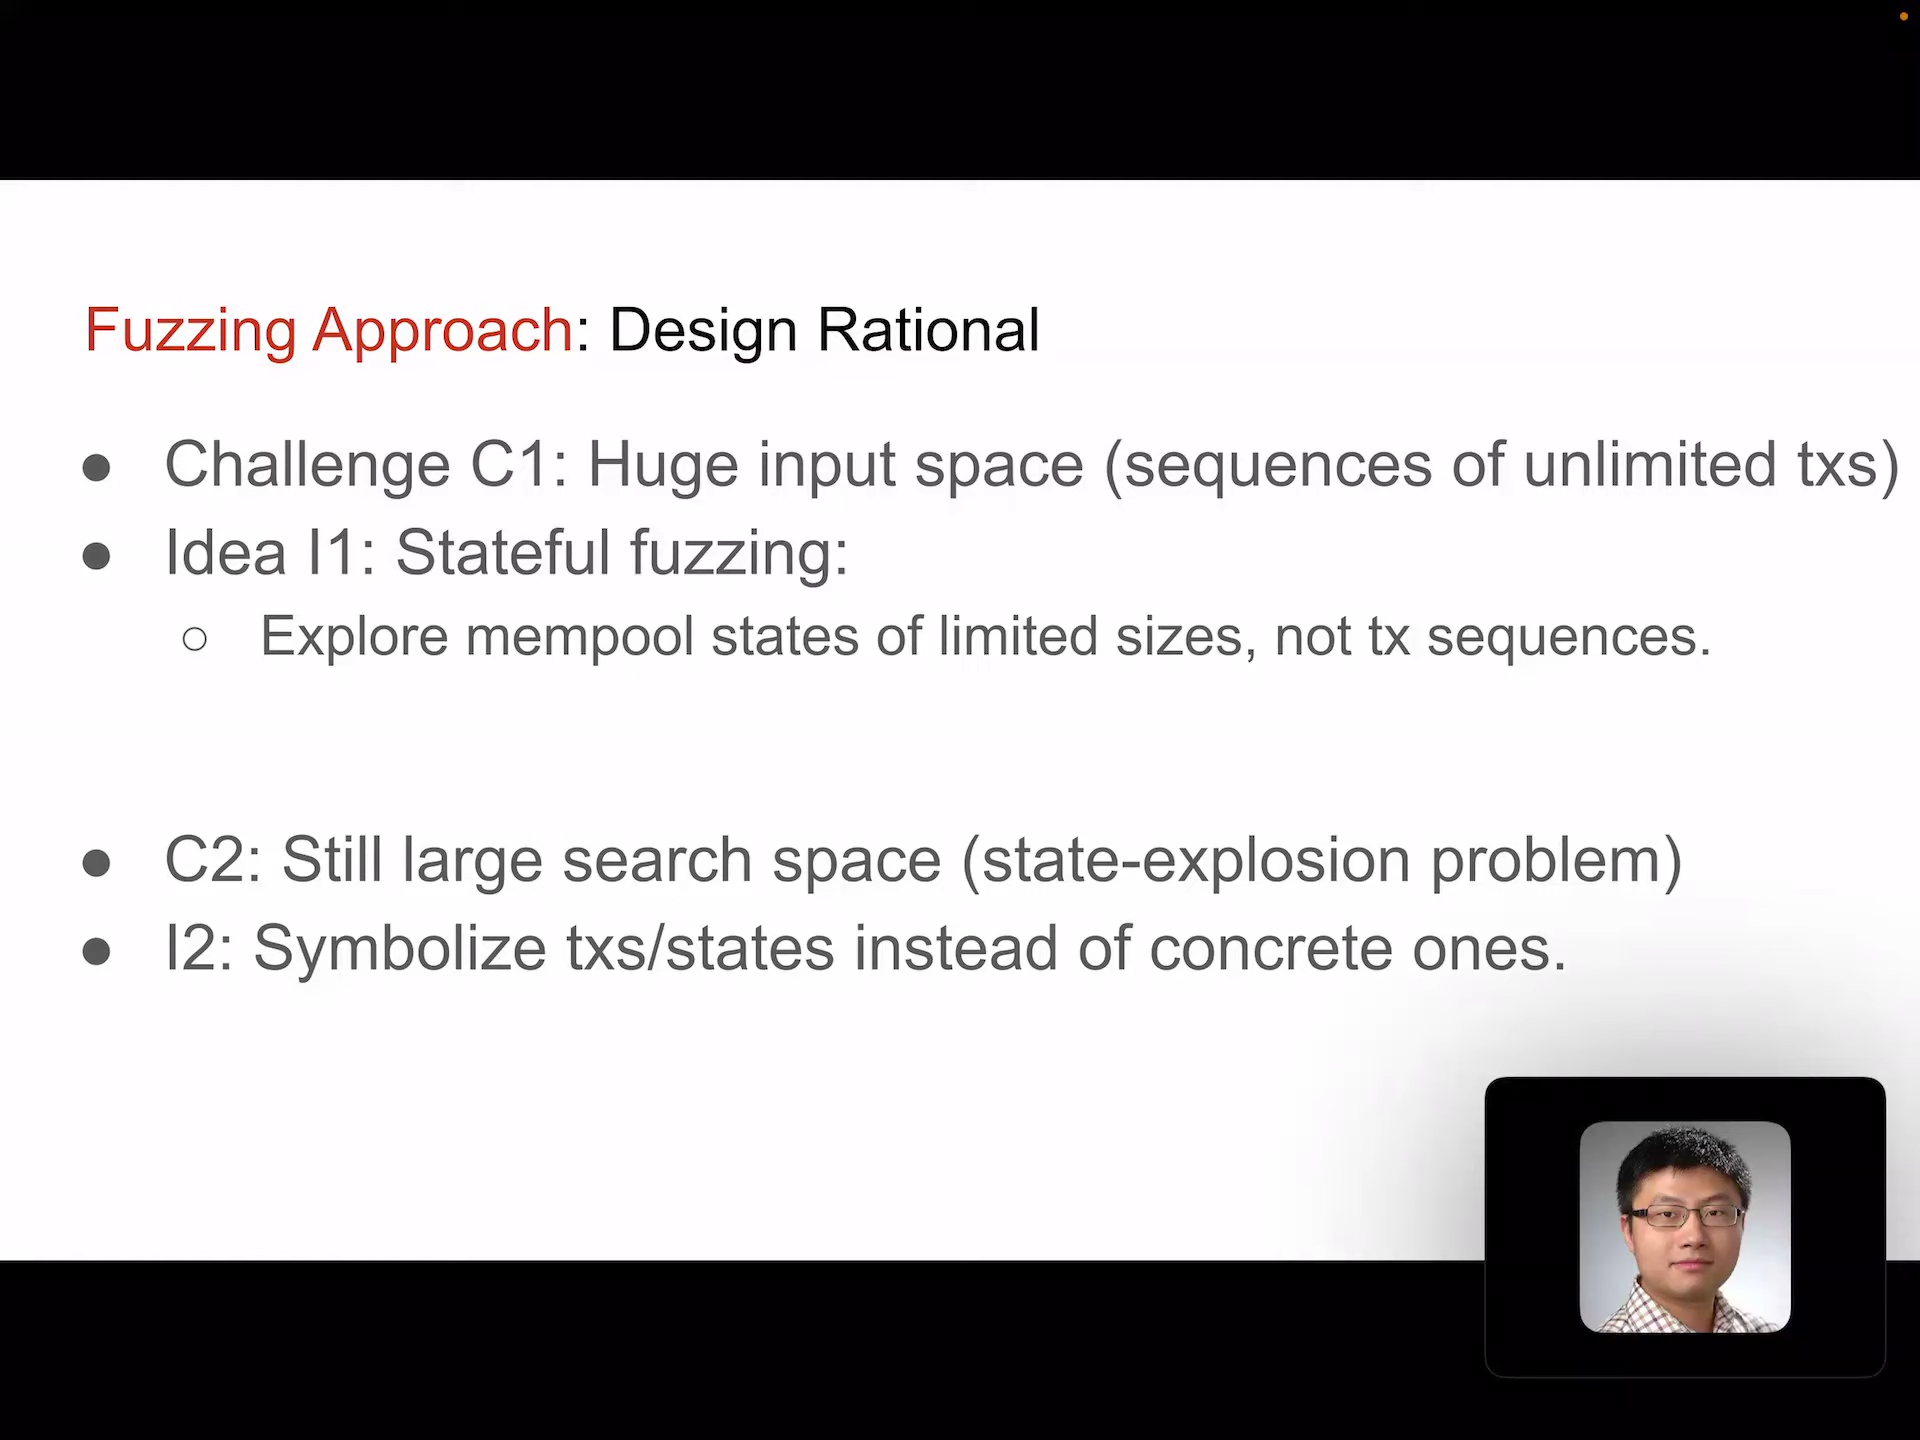 Fuzzing Approach: Design Rational
● Challenge C1: Huge input space (sequences of unlimited txs)
● Idea I1: Stateful fuzzing:
○ Explore mempool states of limited sizes, not tx sequences.
● C2: Still large search space (state-explosion problem)
● I2: Symbolize txs/states instead of concrete ones.